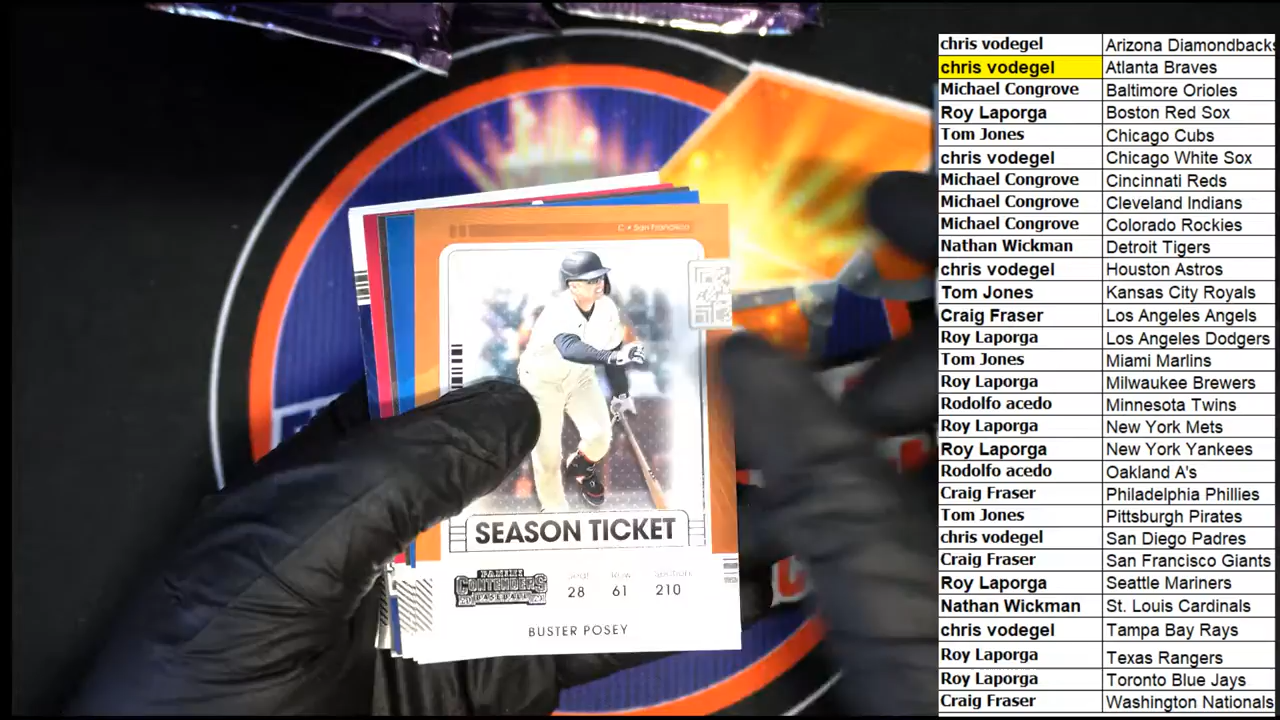 C • San Francisco
SEASON TICKET
PANINI
CONTENDERS
BASEBALL
28 61 210
BUSTER POSEY
chris vodegel Arizona Diamondbacks
chris vodegel Atlanta Braves
Michael Congrove Baltimore Orioles
Roy Laporga Boston Red Sox
Tom Jones Chicago Cubs
chris vodegel Chicago White Sox
Michael Congrove Cincinnati Reds
Michael Congrove Cleveland Indians
Michael Congrove Colorado Rockies
Nathan Wickman Detroit Tigers
chris vodegel Houston Astros
Tom Jones Kansas City Royals
Craig Fraser Los Angeles Angels
Roy Laporga Los Angeles Dodgers
Tom Jones Miami Marlins
Roy Laporga Milwaukee Brewers
Rodolfo acedo Minnesota Twins
Roy Laporga New York Mets
Roy Laporga New York Yankees
Rodolfo acedo Oakland A's
Craig Fraser Philadelphia Phillies
Tom Jones Pittsburgh Pirates
chris vodegel San Diego Padres
Craig Fraser San Francisco Giants
Roy Laporga Seattle Mariners
Nathan Wickman St. Louis Cardinals
chris vodegel Tampa Bay Rays
Roy Laporga Texas Rangers
Roy Laporga Toronto Blue Jays
Craig Fraser Washington Nationals